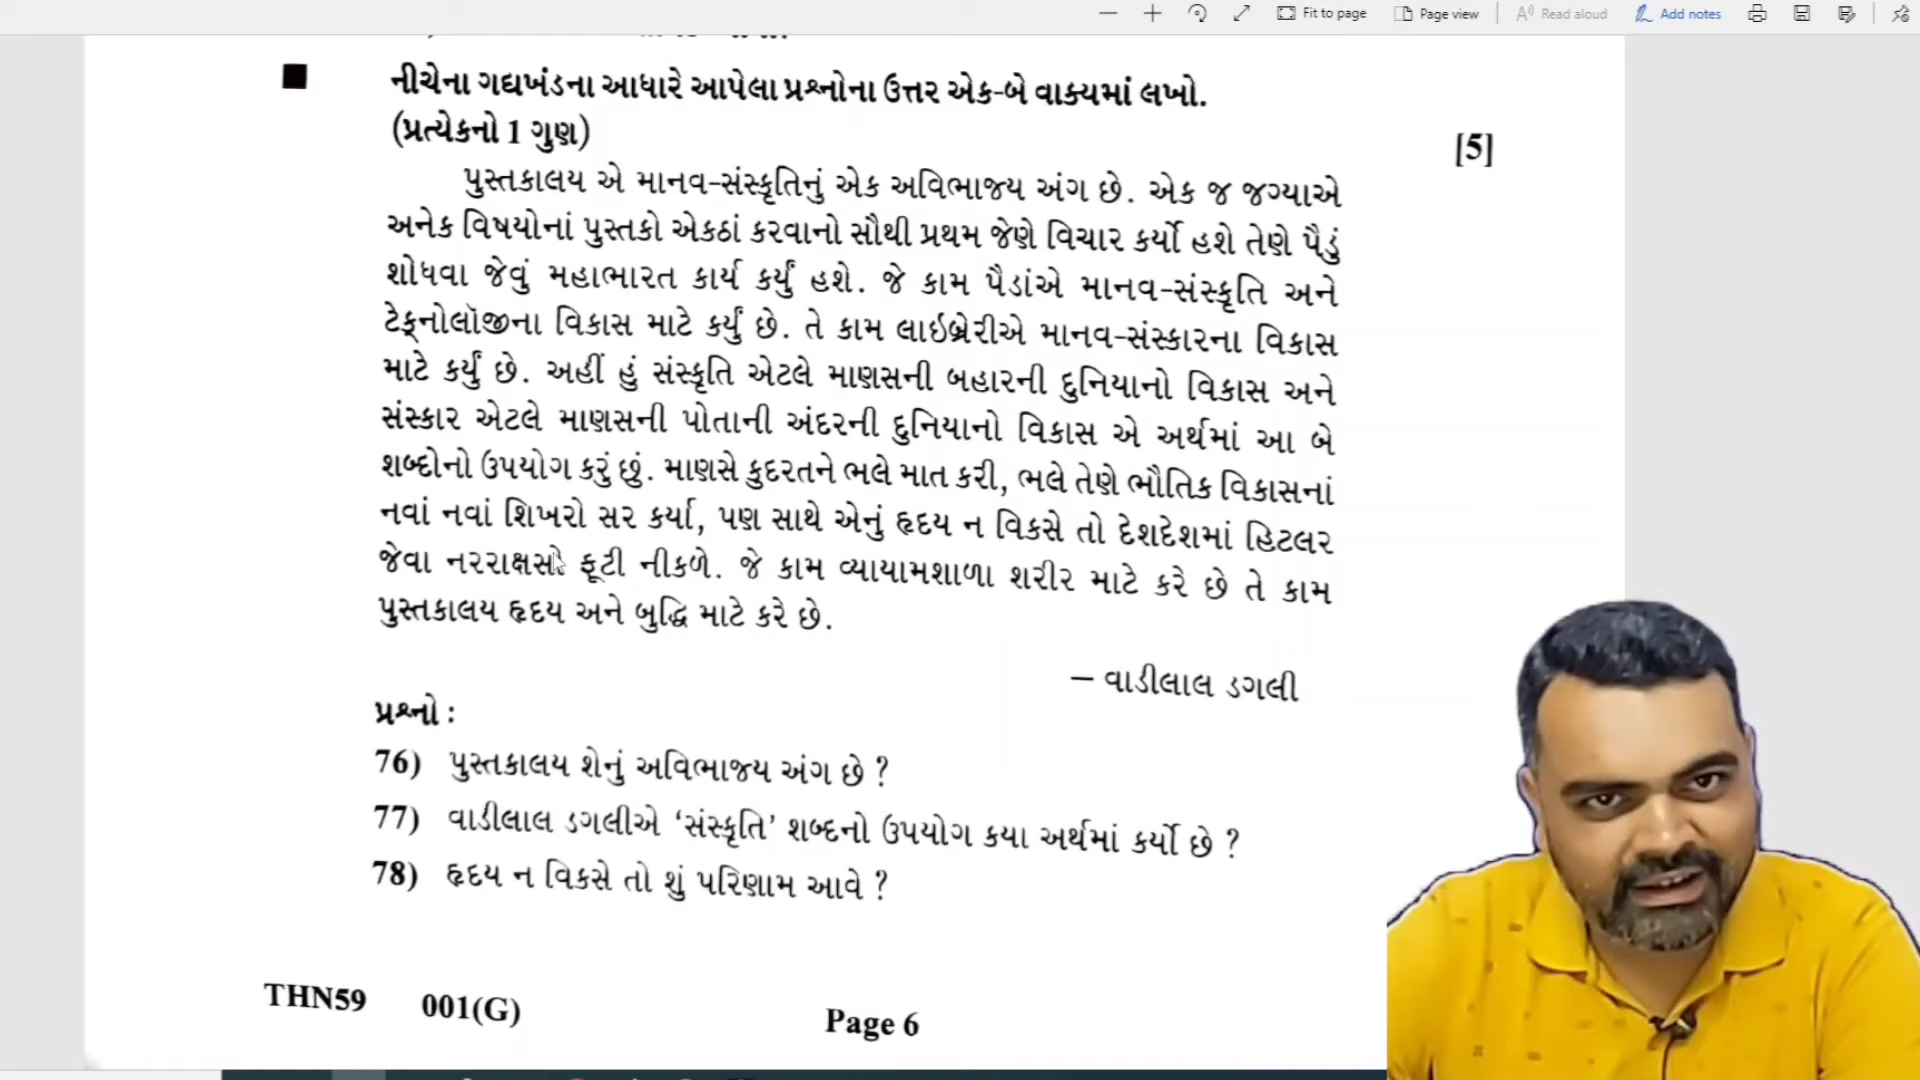 Fit to page
Page view
Read aloud
Add notes
નીચેના ગદ્યખંડના આધારે આપેલા પ્રશ્નોના ઉત્તર એક-બે વાક્યમાં લખો.
(પ્રત્યેકનો 1 ગુણ)
[5]
પુસ્તકાલય એ માનવ-સંસ્કૃતિનું એક અવિભાજ્ય અંગ છે. એક જ જગ્યાએ
અનેક વિષયોનાં પુસ્તકો એકઠાં કરવાનો સૌથી પ્રથમ જેણે વિચાર કર્યો હશે તેણે પૈડું
શોધવા જેવું મહાભારત કાર્ય કર્યું હશે. જે કામ પૈડાંએ માનવ-સંસ્કૃતિ અને
ટેક્નોલૉજીના વિકાસ માટે કર્યું છે. તે કામ લાઇબ્રેરીએ માનવ-સંસ્કારના વિકાસ
માટે કર્યું છે. અહીં હું સંસ્કૃતિ એટલે માણસની બહારની દુનિયાનો વિકાસ અને
સંસ્કાર એટલે માણસની પોતાની અંદરની દુનિયાનો વિકાસ એ અર્થમાં આ બે
શબ્દોનો ઉપયોગ કરું છું. માણસે કુદરતને ભલે માત કરી, ભલે તેણે ભૌતિક વિકાસનાં
નવાં નવાં શિખરો સર કર્યા, પણ સાથે એનું હૃદય ન વિકસે તો દેશદેશમાં હિટલર
જેવા નરરાક્ષસો ફૂટી નીકળે. જે કામ વ્યાયામશાળા શરીર માટે કરે છે તે કામ
પુસ્તકાલય હૃદય અને બુદ્ધિ માટે કરે છે.
– વાડીલાલ ડગલી
પ્રશ્નો :
76) પુસ્તકાલય શેનું અવિભાજ્ય અંગ છે ?
77) વાડીલાલ ડગલીએ ‘સંસ્કૃતિ’ શબ્દનો ઉપયોગ કયા અર્થમાં કર્યો છે ?
78) હૃદય ન વિકસે તો શું પરિણામ આવે ?
THN59 001(G) Page 6